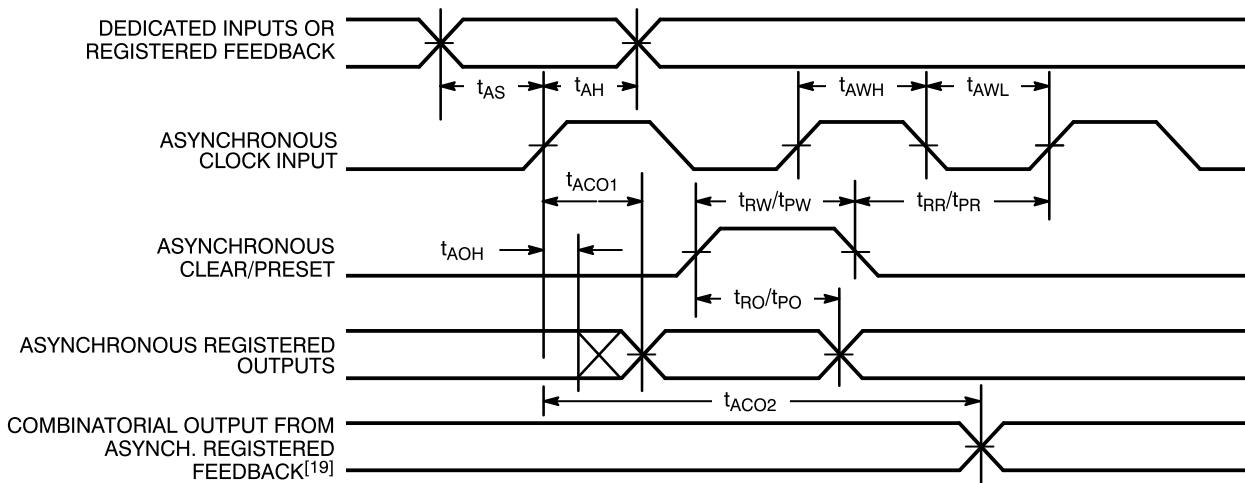 DEDICATED INPUTS OR
REGISTERED FEEDBACK
tAS
tAH
tAWH
tAWL
ASYNCHRONOUS
CLOCK INPUT
tACO1
tRW/tPW
tRR/tPR
ASYNCHRONOUS
CLEAR/PRESET
tAOH
tRO/tPO
ASYNCHRONOUS REGISTERED
OUTPUTS
tACO2
COMBINATORIAL OUTPUT FROM
ASYNCH. REGISTERED
FEEDBACK[19]